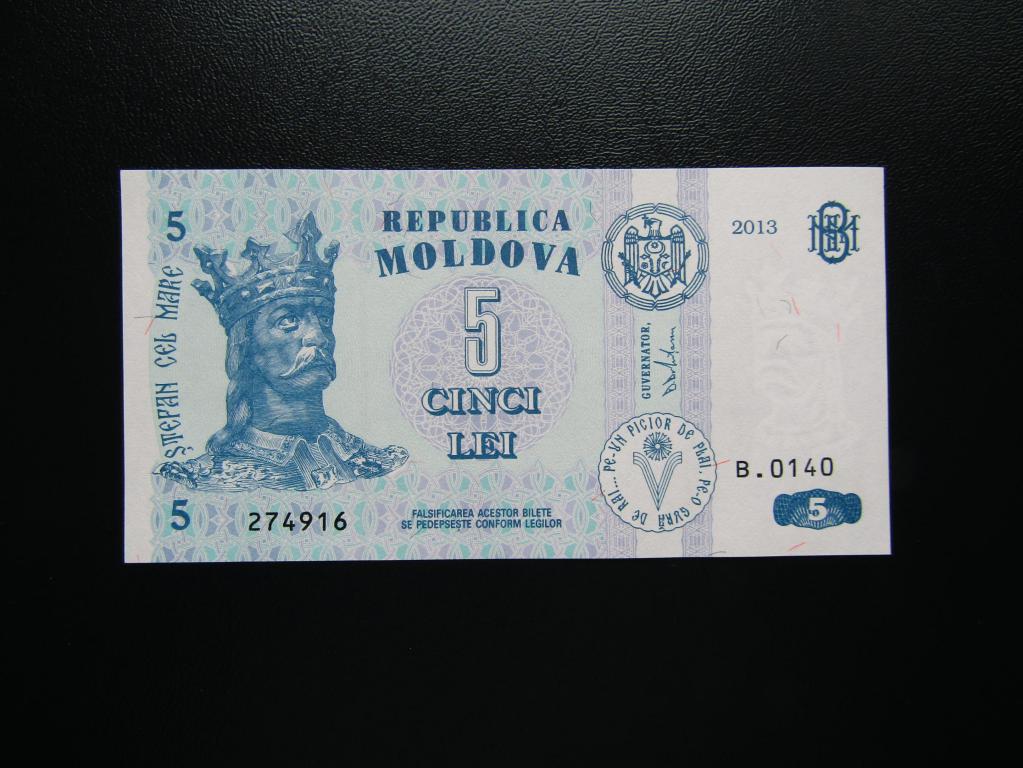 5
ȘTEFAN CEL MARE
5
274916
REPUBLICA
MOLDOVA
5
CINCI
LEI
FALSIFICAREA ACESTOR BILETE
SE PEDEPSEȘTE CONFORM LEGILOR
GUVERNATOR,
PE-UN PICIOR DE PLAI, PE-O GURĂ DE RAI...
2013
B.0140
5